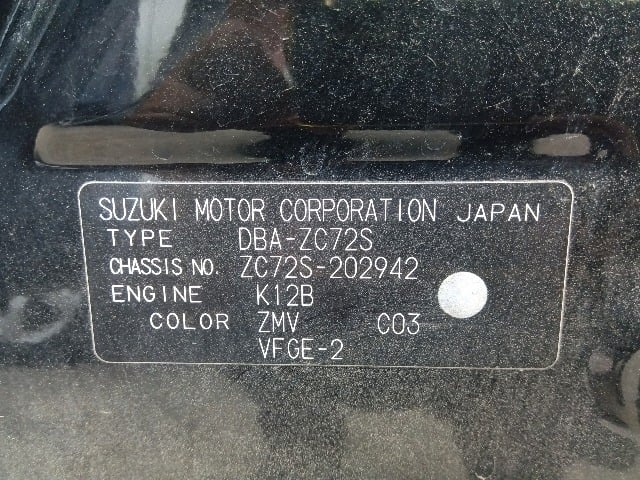 SUZUKI MOTOR CORPORATION JAPAN
TYPE DBA-ZC72S
CHASSIS NO. ZC72S-202942
ENGINE K12B
COLOR ZMV C03
VFGE-2